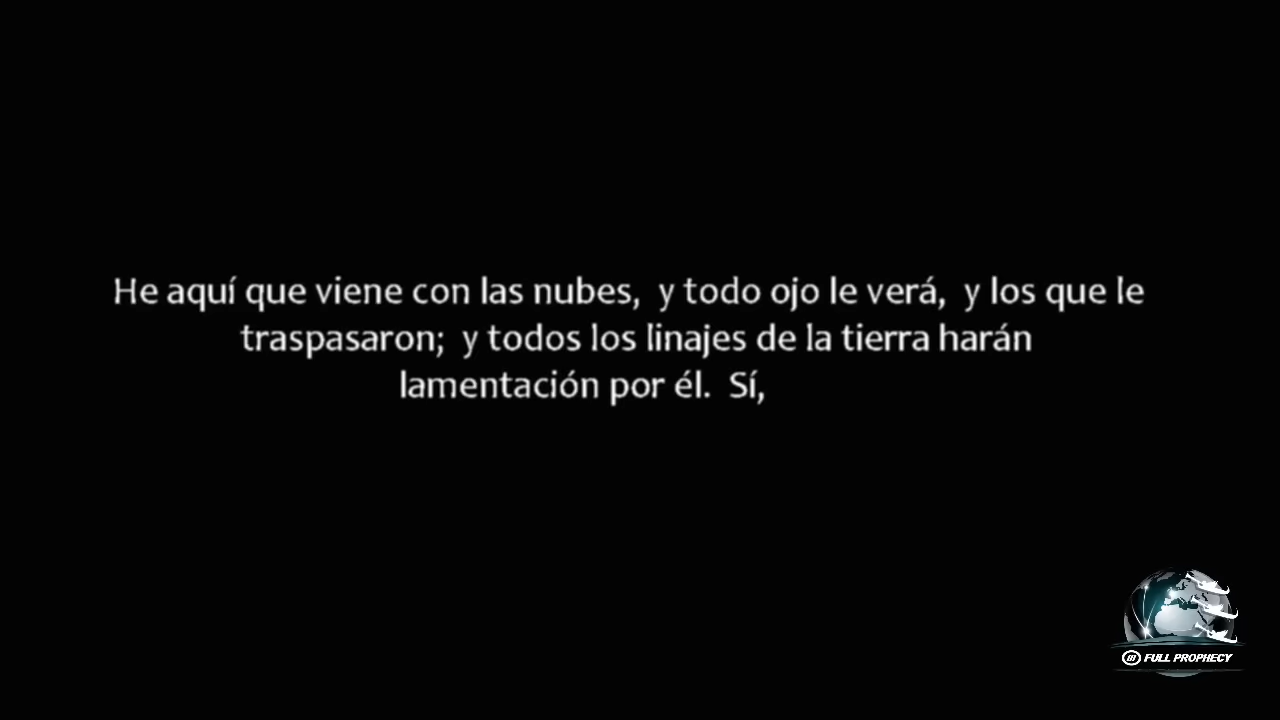 He aquí que viene con las nubes,  y todo ojo le verá,  y los que le
traspasaron;  y todos los linajes de la tierra harán
lamentación por él.  Sí,
FULL PROPHECY